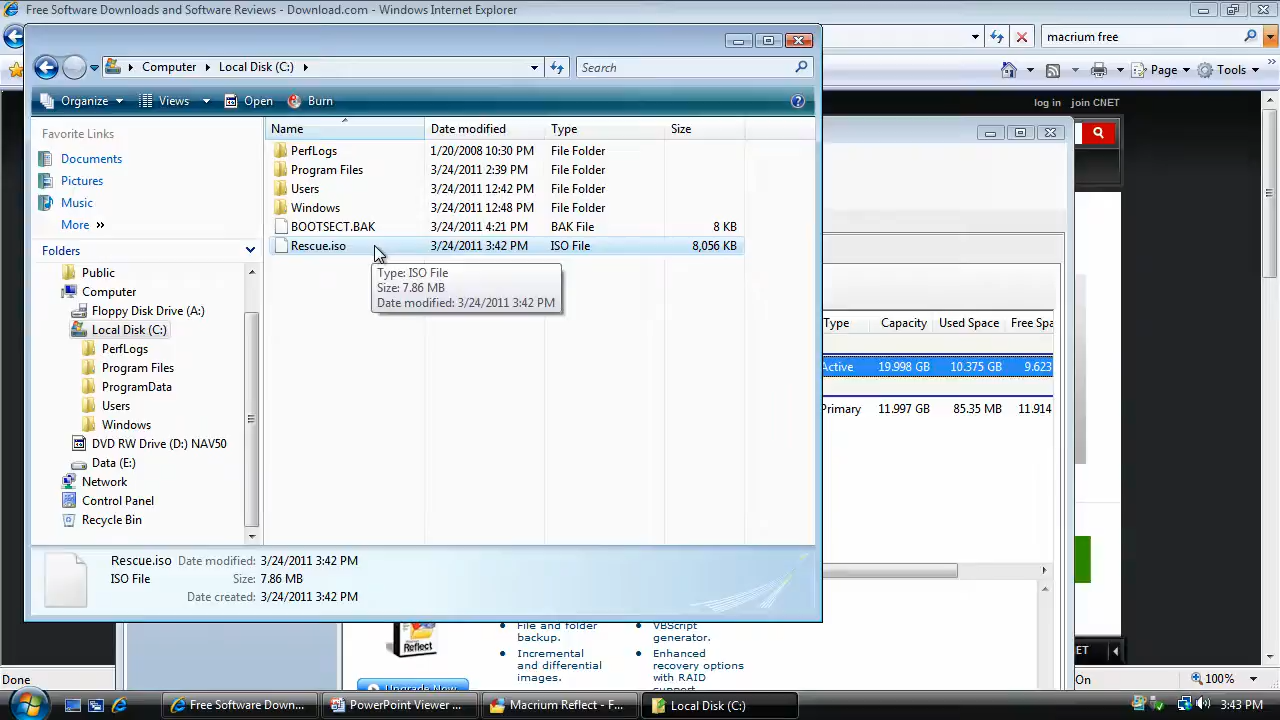 Free Software Downloads and Software Reviews - Download.com - Windows Internet Explorer
macrium free
Computer Local Disk (C:)
Search
Page Tools
Organize Views Open Burn
log in join CNET
Favorite Links
Documents
Pictures
Music
More »
Folders
Public
Computer
Floppy Disk Drive (A:)
Local Disk (C:)
PerfLogs
Program Files
ProgramData
Users
Windows
DVD RW Drive (D:) NAV50
Data (E:)
Network
Control Panel
Recycle Bin
Name Date modified Type Size
PerfLogs 1/20/2008 10:30 PM File Folder
Program Files 3/24/2011 2:39 PM File Folder
Users 3/24/2011 12:42 PM File Folder
Windows 3/24/2011 12:48 PM File Folder
BOOTSECT.BAK 3/24/2011 4:21 PM BAK File 8 KB
Rescue.iso 3/24/2011 3:42 PM ISO File 8,056 KB
Type: ISO File
Size: 7.86 MB
Date modified: 3/24/2011 3:42 PM
Type Capacity Used Space Free Spa
Active 19.998 GB 10.375 GB 9.623
Primary 11.997 GB 85.35 MB 11.914
Rescue.iso Date modified: 3/24/2011 3:42 PM
ISO File Size: 7.86 MB
Date created: 3/24/2011 3:42 PM
Reflect
• File and folder
backup.
• Incremental
and differential
images.
• VBScript
generator.
• Enhanced
recovery options
with RAID
support.
Upgrade Now
ET
Done
On
100%
Free Software Down... PowerPoint Viewer ... Macrium Reflect - F... Local Disk (C:)
3:43 PM